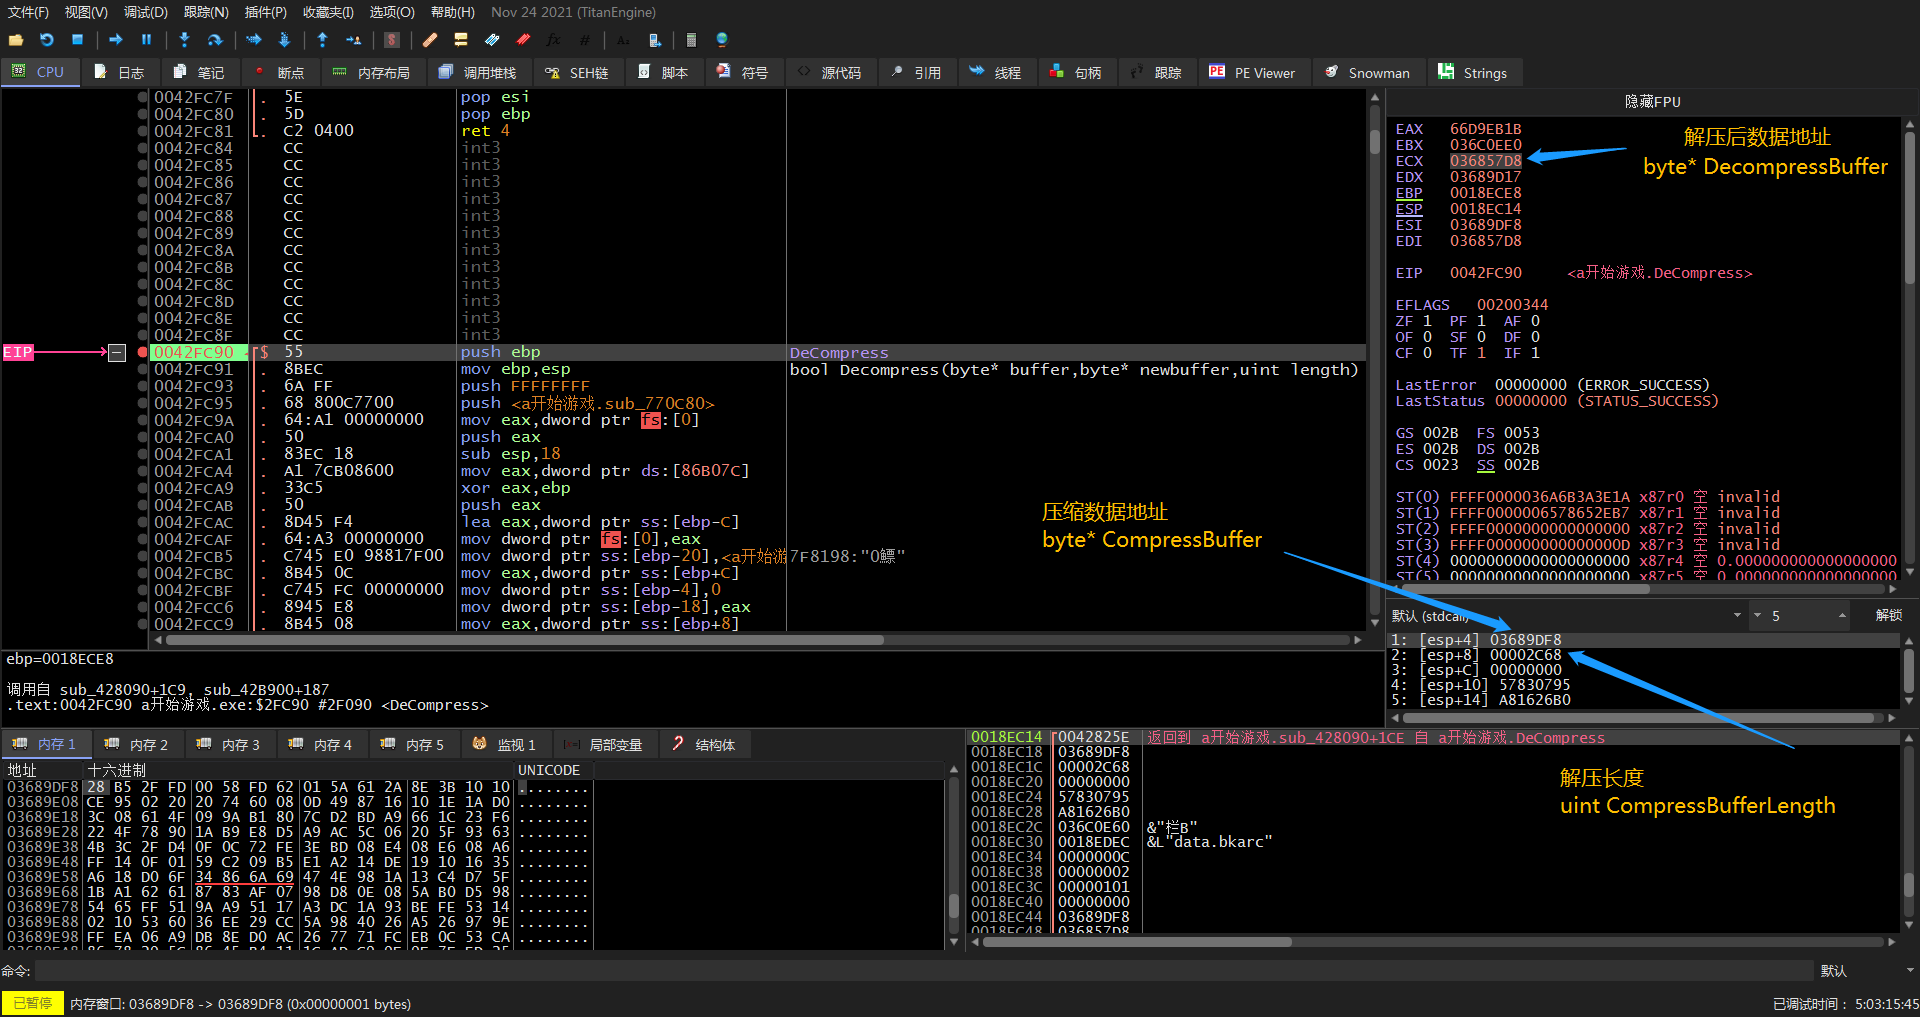 文件(F) 视图(V) 调试(D) 跟踪(N) 插件(P) 收藏夹(I) 选项(O) 帮助(H) Nov 24 2021 (TitanEngine)
CPU 日志 笔记 断点 内存布局 调用堆栈 SEH链 脚本 符号 源代码 引用 线程 句柄 跟踪 PE Viewer Snowman Strings
0042FC7F . 5E pop esi
0042FC80 . 5D pop ebp
0042FC81 . C2 0400 ret 4
0042FC84 CC int3
0042FC85 CC int3
0042FC86 CC int3
0042FC87 CC int3
0042FC88 CC int3
0042FC89 CC int3
0042FC8A CC int3
0042FC8B CC int3
0042FC8C CC int3
0042FC8D CC int3
0042FC8E CC int3
0042FC8F CC int3
EIP 0042FC90 $ 55 push ebp DeCompress
0042FC91 . 8BEC mov ebp,esp bool Decompress(byte* buffer,byte* newbuffer,uint length)
0042FC93 . 6A FF push FFFFFFFF
0042FC95 . 68 800C7700 push <a开始游戏.sub_770C80>
0042FC9A . 64:A1 00000000 mov eax,dword ptr fs:[0]
0042FCA0 . 50 push eax
0042FCA1 . 83EC 18 sub esp,18
0042FCA4 . A1 7CB08600 mov eax,dword ptr ds:[86B07C]
0042FCA9 . 33C5 xor eax,ebp
0042FCAB . 50 push eax
0042FCAC . 8D45 F4 lea eax,dword ptr ss:[ebp-C]
0042FCAF . 64:A3 00000000 mov dword ptr fs:[0],eax
0042FCB5 . C745 E0 98817F00 mov dword ptr ss:[ebp-20],<a开始游 7F8198:"0鰾"
0042FCBC . 8B45 0C mov eax,dword ptr ss:[ebp+C]
0042FCBF . C745 FC 00000000 mov dword ptr ss:[ebp-4],0
0042FCC6 . 8945 E8 mov dword ptr ss:[ebp-18],eax
0042FCC9 . 8B45 08 mov eax,dword ptr ss:[ebp+8]
压缩数据地址
byte* CompressBuffer
隐藏FPU
EAX 66D9EB1B
EBX 036C0EE0
ECX 036857D8
EDX 03689D17
EBP 0018ECE8
ESP 0018EC14
ESI 03689DF8
EDI 036857D8
解压后数据地址
byte* DecompressBuffer
EIP 0042FC90 <a开始游戏.DeCompress>
EFLAGS 00200344
ZF 1 PF 1 AF 0
OF 0 SF 0 DF 0
CF 0 TF 1 IF 1
LastError 00000000 (ERROR_SUCCESS)
LastStatus 00000000 (STATUS_SUCCESS)
GS 002B FS 0053
ES 002B DS 002B
CS 0023 SS 002B
ST(0) FFFF0000036A6B3A3E1A x87r0 空 invalid
ST(1) FFFF0000006578652EB7 x87r1 空 invalid
ST(2) FFFF0000000000000000 x87r2 空 invalid
ST(3) FFFF000000000000000D x87r3 空 invalid
ST(4) 00000000000000000000 x87r4 空 0.000000000000000000
ST(5) 00000000000000000000 x87r5 空 0.000000000000000000
默认 (stdcall) 5 解锁
1: [esp+4] 03689DF8
2: [esp+8] 00002C68
3: [esp+C] 00000000
4: [esp+10] 57830795
5: [esp+14] A81626B0
ebp=0018ECE8
调用自 sub_428090+1C9, sub_42B900+187
.text:0042FC90 a开始游戏.exe:$2FC90 #2F090 <DeCompress>
内存 1 内存 2 内存 3 内存 4 内存 5 监视 1 局部变量 结构体
地址 十六进制 UNICODE
03689DF8 28 B5 2F FD 00 58 FD 62 01 5A 61 2A 8E 3B 10 10 ........
03689E08 CE 95 02 20 20 74 60 08 0D 49 87 16 10 1E 1A D0 ........
03689E18 3C 08 61 4F 09 9A B1 80 7C D2 BD A9 66 1C 23 F6 ........
03689E28 22 4F 78 90 1A B9 E8 D5 A9 AC 5C 06 20 5F 93 63 ........
03689E38 4B 3C 2F D4 0F 0C 72 FE 3E BD 08 E4 08 E6 08 A6 ........
03689E48 FF 14 0F 01 59 C2 09 B5 E1 A2 14 DE 19 10 16 35 ........
03689E58 A6 18 D0 6F 34 86 6A 69 47 4E 98 1A 13 C4 D7 5F ........
03689E68 1B A1 62 61 87 83 AF 07 98 D8 0E 08 5A B0 D5 98 ........
03689E78 54 65 FF 51 9A A9 51 17 A3 DC 1A 93 BE FE 53 14 ........
03689E88 02 10 53 60 36 EE 29 CC 5A 98 40 26 A5 26 97 9E ........
03689E98 FF EA 06 A9 DB 8E D0 AC 26 77 71 FC EB 0C 53 CA ........
0018EC14 0042825E 返回到 a开始游戏.sub_428090+1CE 自 a开始游戏.DeCompress
0018EC18 03689DF8
0018EC1C 00002C68
0018EC20 00000000
0018EC24 57830795
0018EC28 A81626B0
0018EC2C 036C0E60 &"栏B"
0018EC30 0018EDEC &L"data.bkarc"
0018EC34 0000000C
0018EC38 00000002
0018EC3C 00000101
0018EC40 00000000
0018EC44 03689DF8
0018EC48 036857D8
解压长度
uint CompressBufferLength
命令: 默认
已暂停 内存窗口: 03689DF8 -> 03689DF8 (0x00000001 bytes) 已调试时间： 5:03:15:45